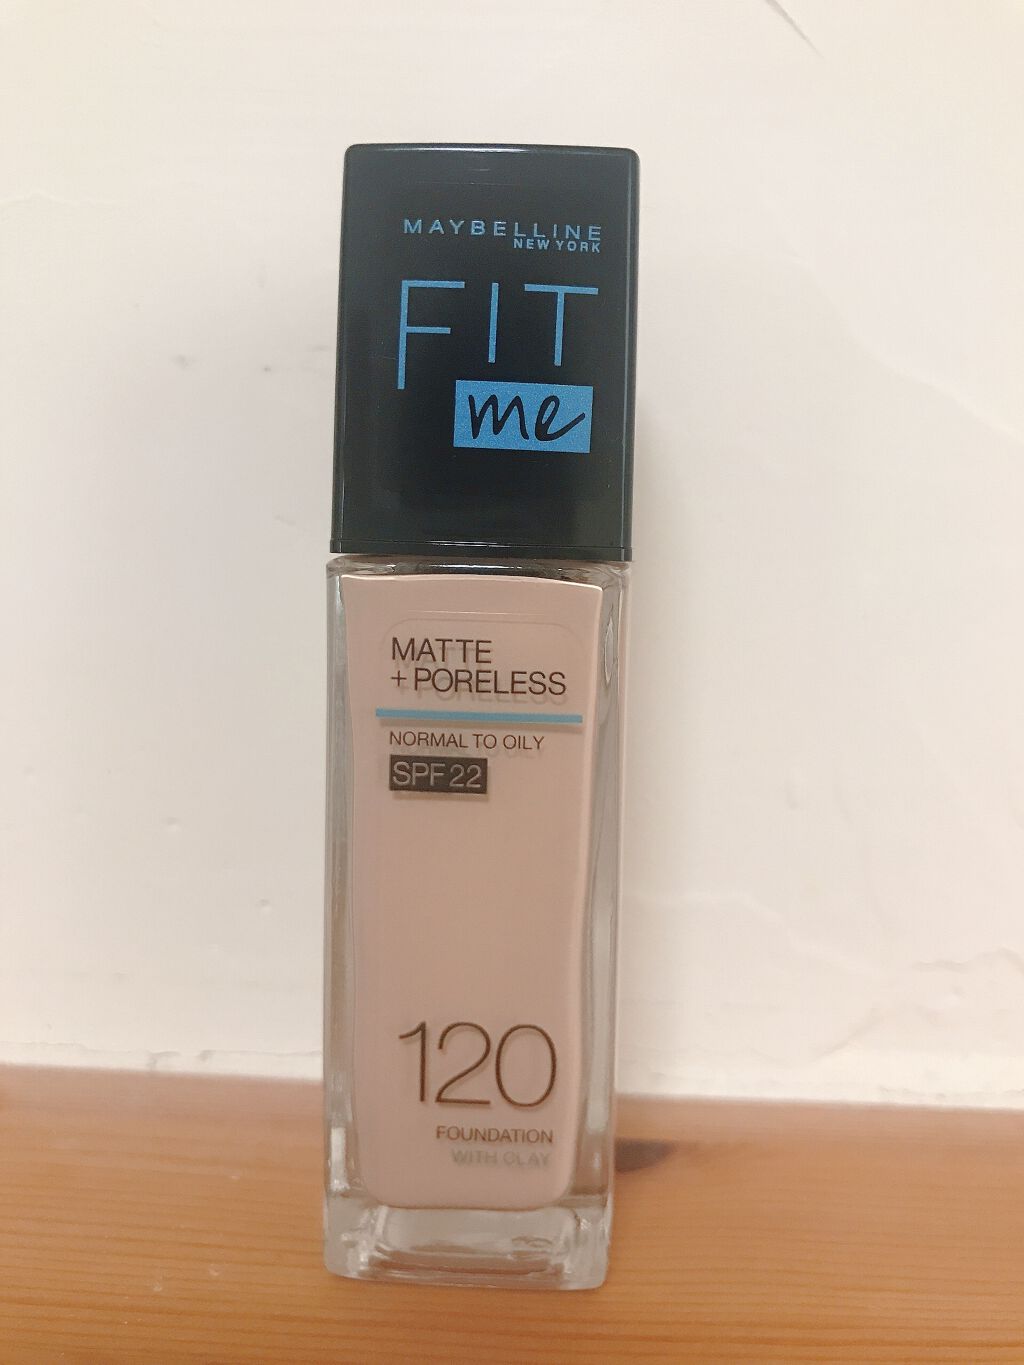 MAYBELLINE
NEW YORK
FIT
me
MATTE
+ PORELESS
NORMAL TO OILY
SPF 22
120
FOUNDATION
WITH CLAY